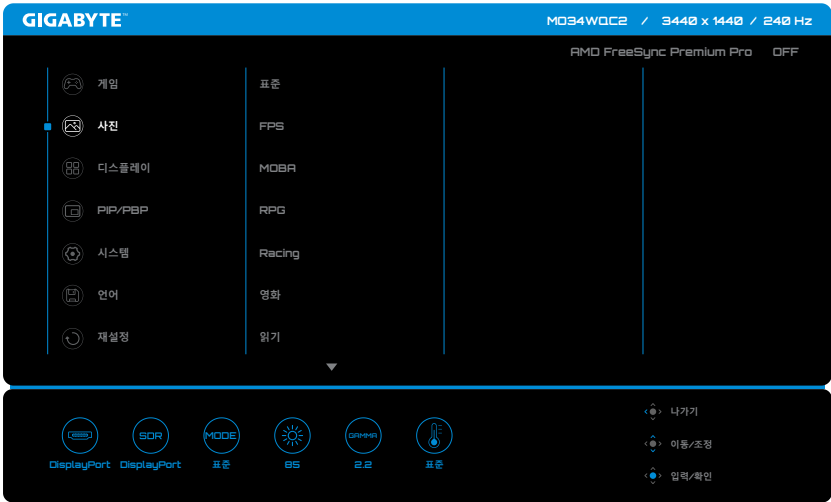 GIGABYTE™ MO34WQC2 / 3440 x 1440 / 240 Hz
AMD FreeSync Premium Pro OFF
게임 표준
사진 FPS
디스플레이 MOBA
PIP/PBP RPG
시스템 Racing
언어 영화
재설정 읽기
나가기
SDR MODE GAMMA
이동/조정
DisplayPort DisplayPort 표준 85 2.2 표준
입력/확인